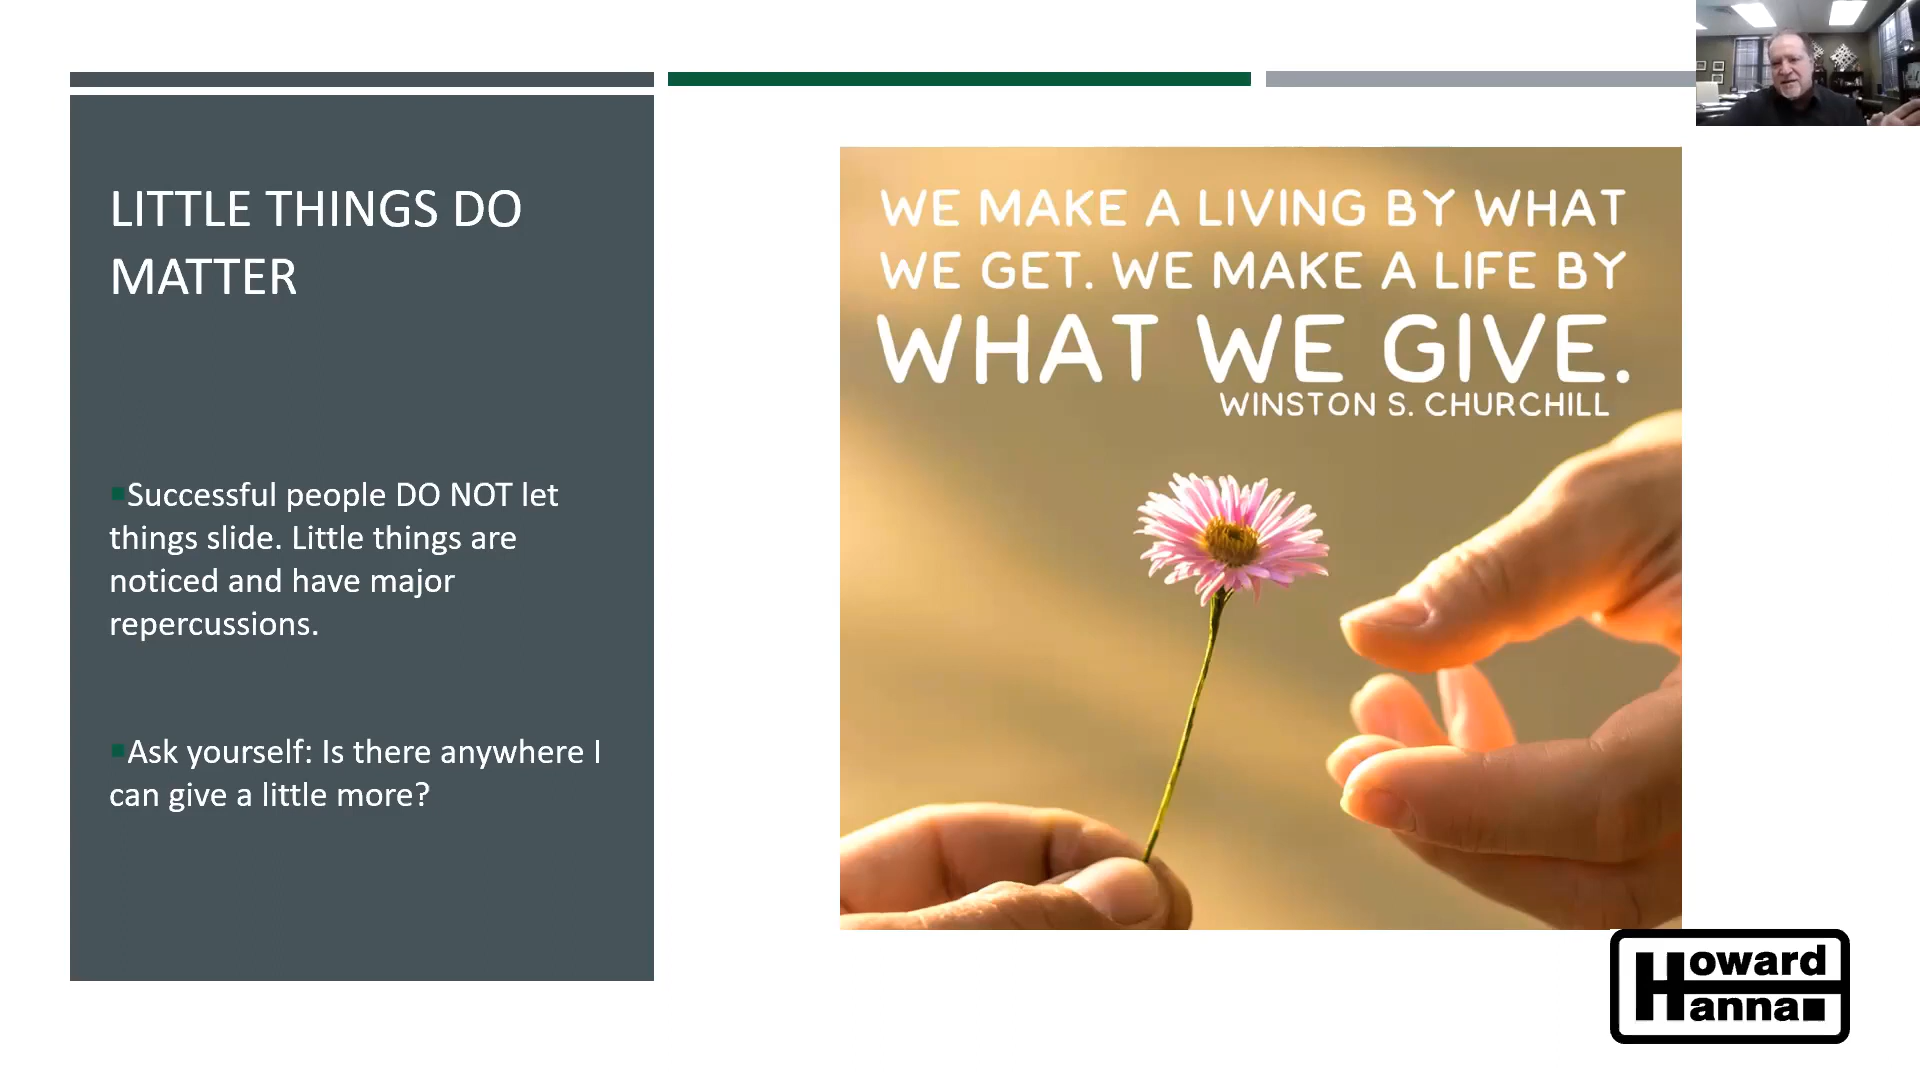 LITTLE THINGS DO
MATTER
Successful people DO NOT let
things slide. Little things are
noticed and have major
repercussions.
Ask yourself: Is there anywhere I
can give a little more?
WE MAKE A LIVING BY WHAT
WE GET. WE MAKE A LIFE BY
WHAT WE GIVE.
WINSTON S. CHURCHILL
Howard
Hanna